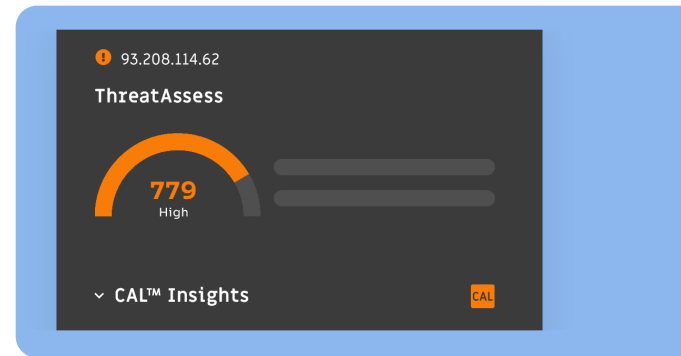 93.208.114.62
ThreatAssess
779
High
CAL™ Insights
CAL